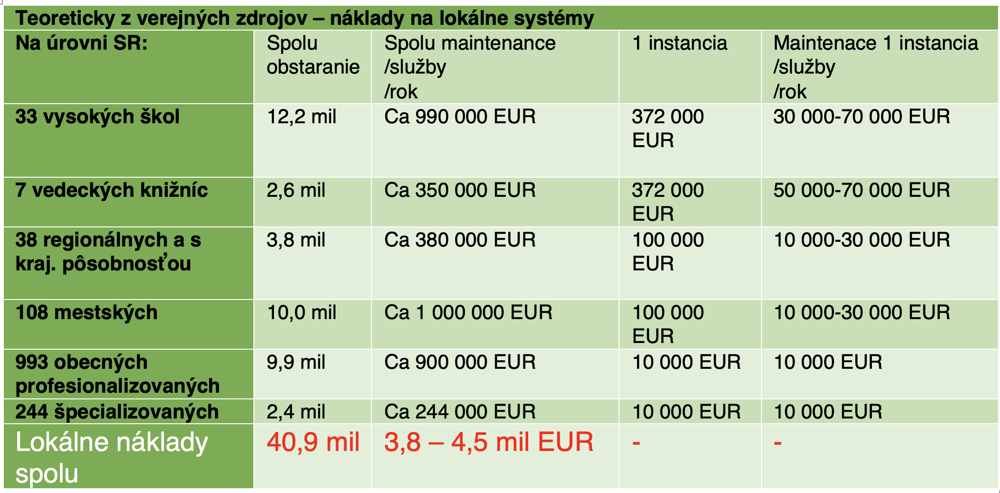 Teoreticky z verejných zdrojov – náklady na lokálne systémy
Na úrovni SR:
Spolu
obstaranie
Spolu maintenance
/služby
/rok
1 instancia
Maintenace 1 instancia
/služby
/rok
33 vysokých škol
12,2 mil
Ca 990 000 EUR
372 000
EUR
30 000-70 000 EUR
7 vedeckých knižníc
2,6 mil
Ca 350 000 EUR
372 000
EUR
50 000-70 000 EUR
38 regionálnych a s
kraj. pôsobnosťou
3,8 mil
Ca 380 000 EUR
100 000
EUR
10 000-30 000 EUR
108 mestských
10,0 mil
Ca 1 000 000 EUR
100 000
EUR
10 000-30 000 EUR
993 obecných
profesionalizovaných
9,9 mil
Ca 900 000 EUR
10 000 EUR
10 000 EUR
244 špecializovaných
2,4 mil
Ca 244 000 EUR
10 000 EUR
10 000 EUR
Lokálne náklady
spolu
40,9 mil
3,8 – 4,5 mil EUR
-
-